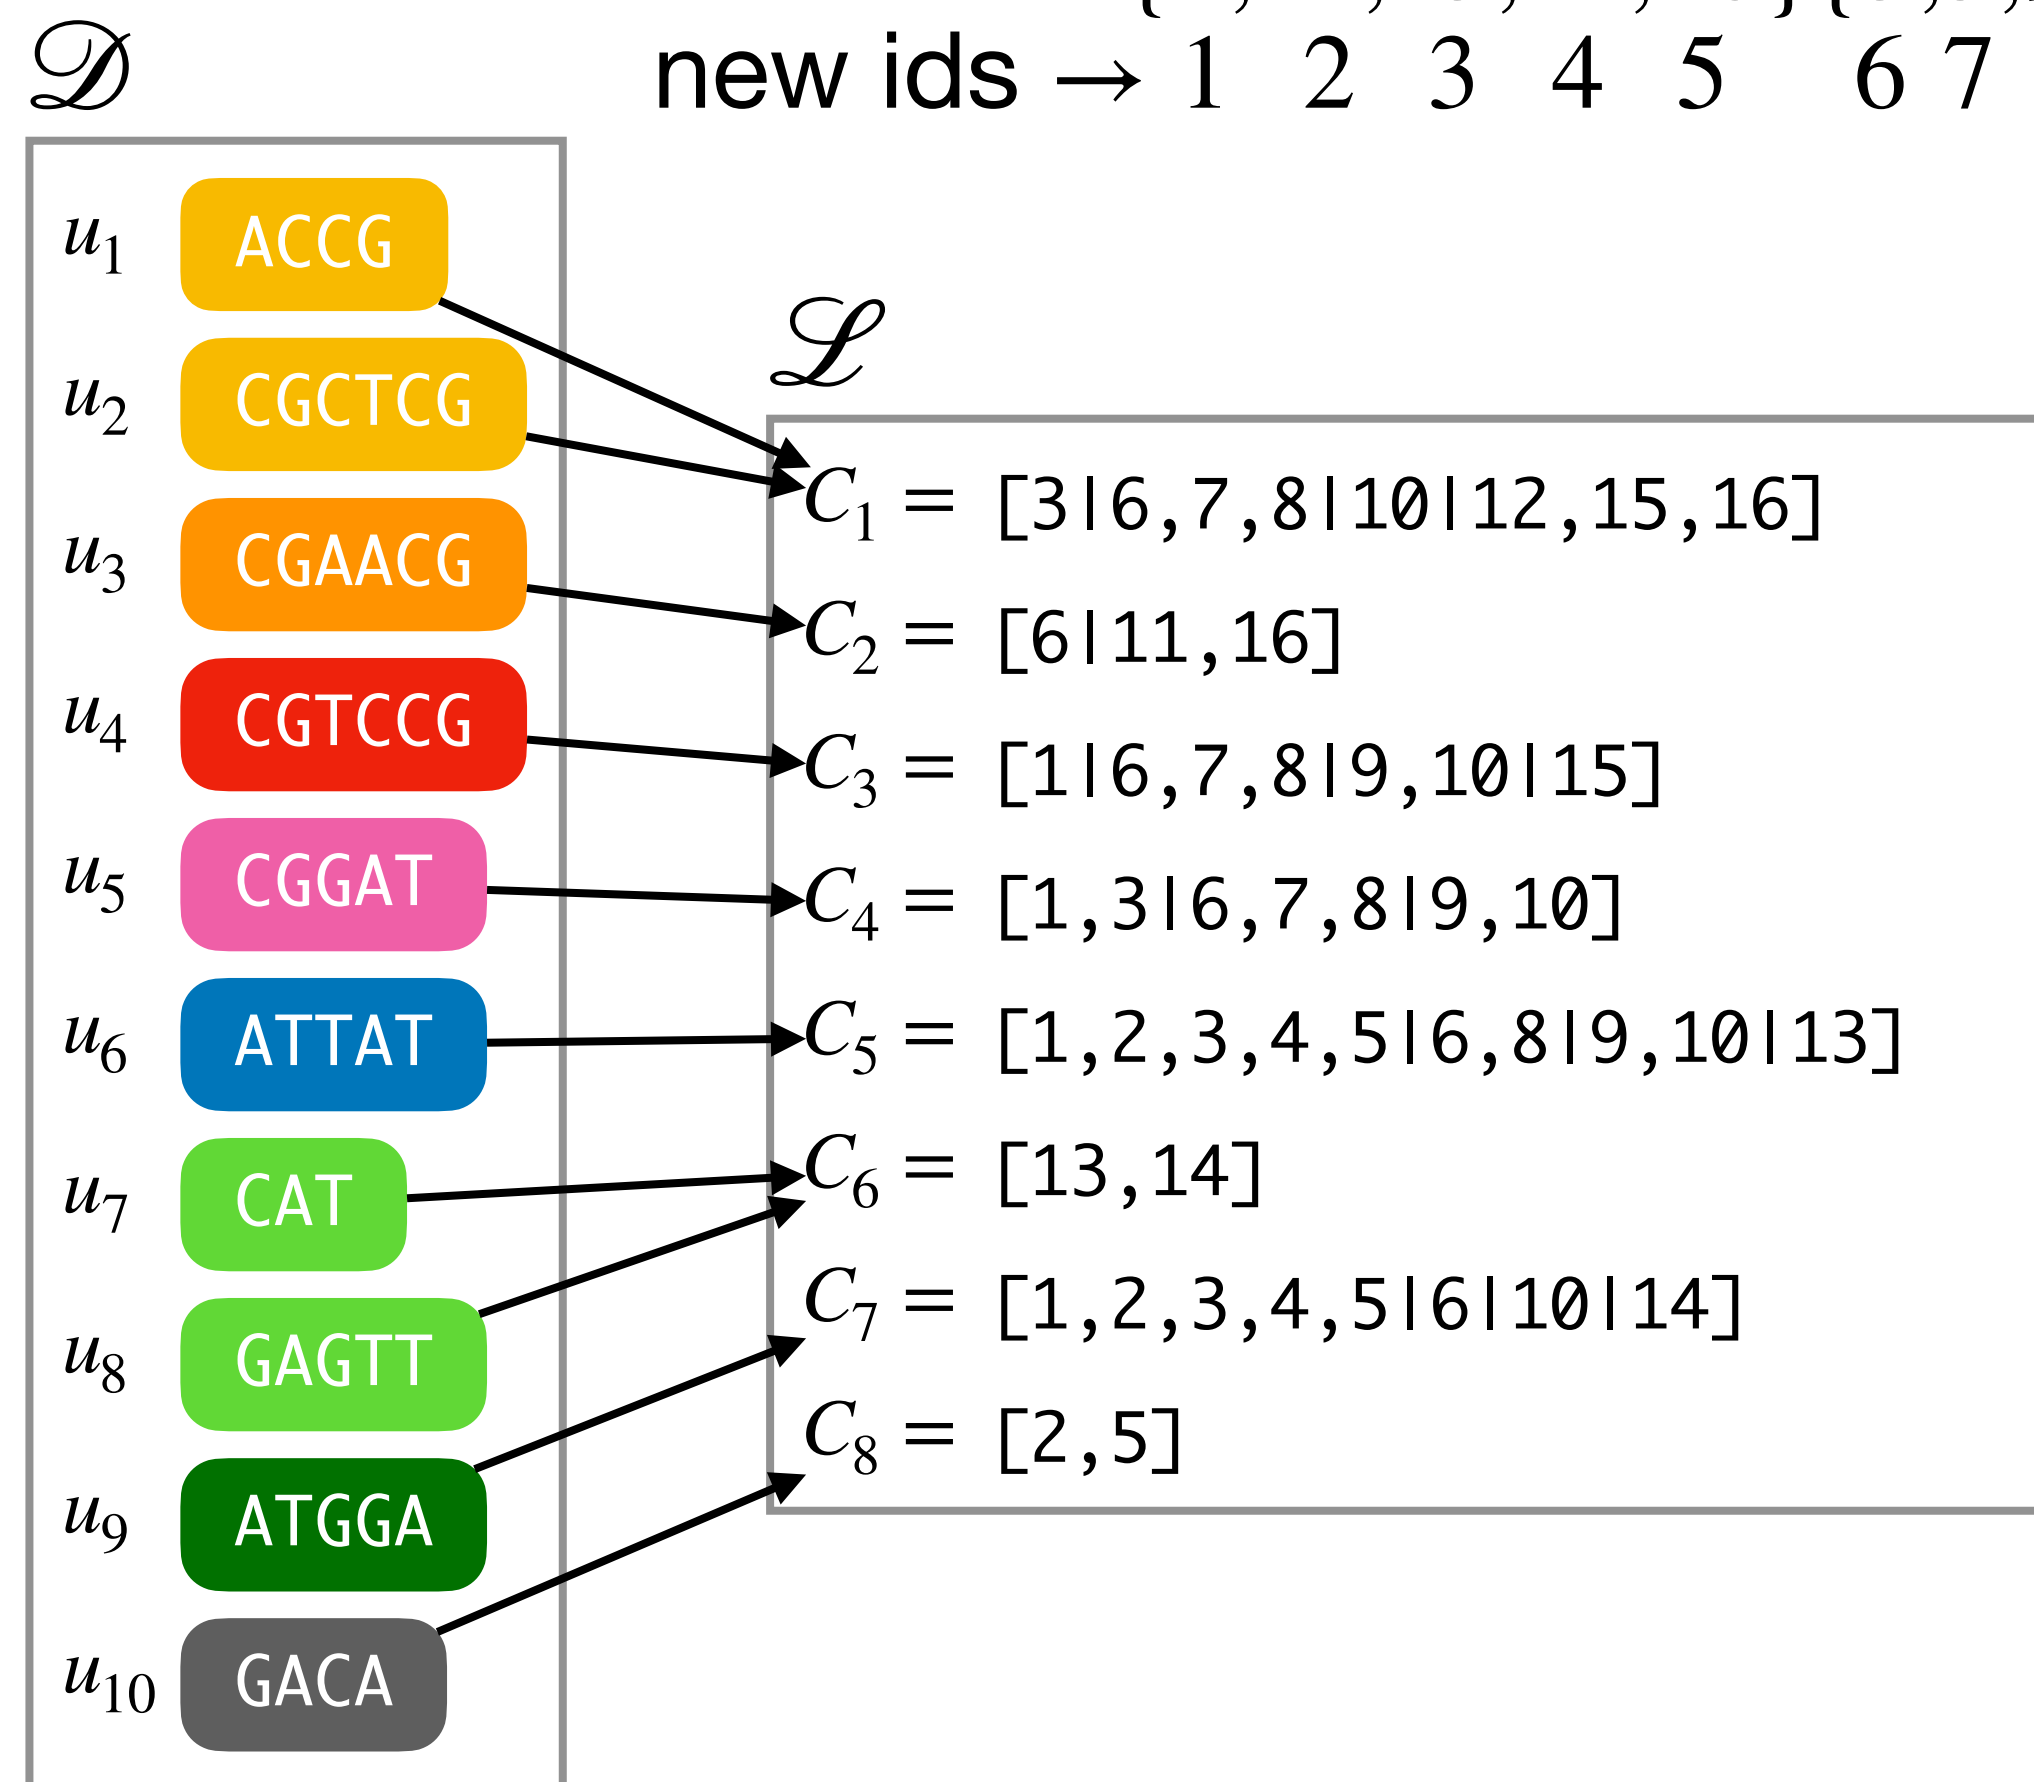 𝒟
new ids → 1 2 3 4 5 6 7
u₁ ACCG
u₂ CGCTCG
u₃ CGAACG
u₄ CGTCCG
u₅ CGGAT
u₆ ATTAT
u₇ CAT
u₈ GAGTT
u₉ ATGGA
u₁₀ GACA
ℒ
C₁ = [3|6,7,8|10|12,15,16]
C₂ = [6|11,16]
C₃ = [1|6,7,8|9,10|15]
C₄ = [1,3|6,7,8|9,10]
C₅ = [1,2,3,4,5|6,8|9,10|13]
C₆ = [13,14]
C₇ = [1,2,3,4,5|6|10|14]
C₈ = [2,5]